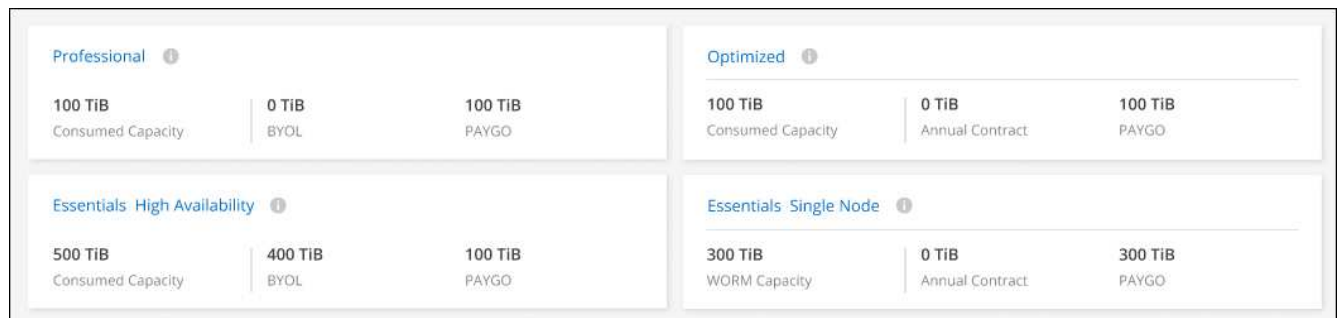 Professional
100 TiB 0 TiB 100 TiB
Consumed Capacity BYOL PAYGO
Optimized
100 TiB 0 TiB 100 TiB
Consumed Capacity Annual Contract PAYGO
Essentials High Availability
500 TiB 400 TiB 100 TiB
Consumed Capacity BYOL PAYGO
Essentials Single Node
300 TiB 0 TiB 300 TiB
WORM Capacity Annual Contract PAYGO